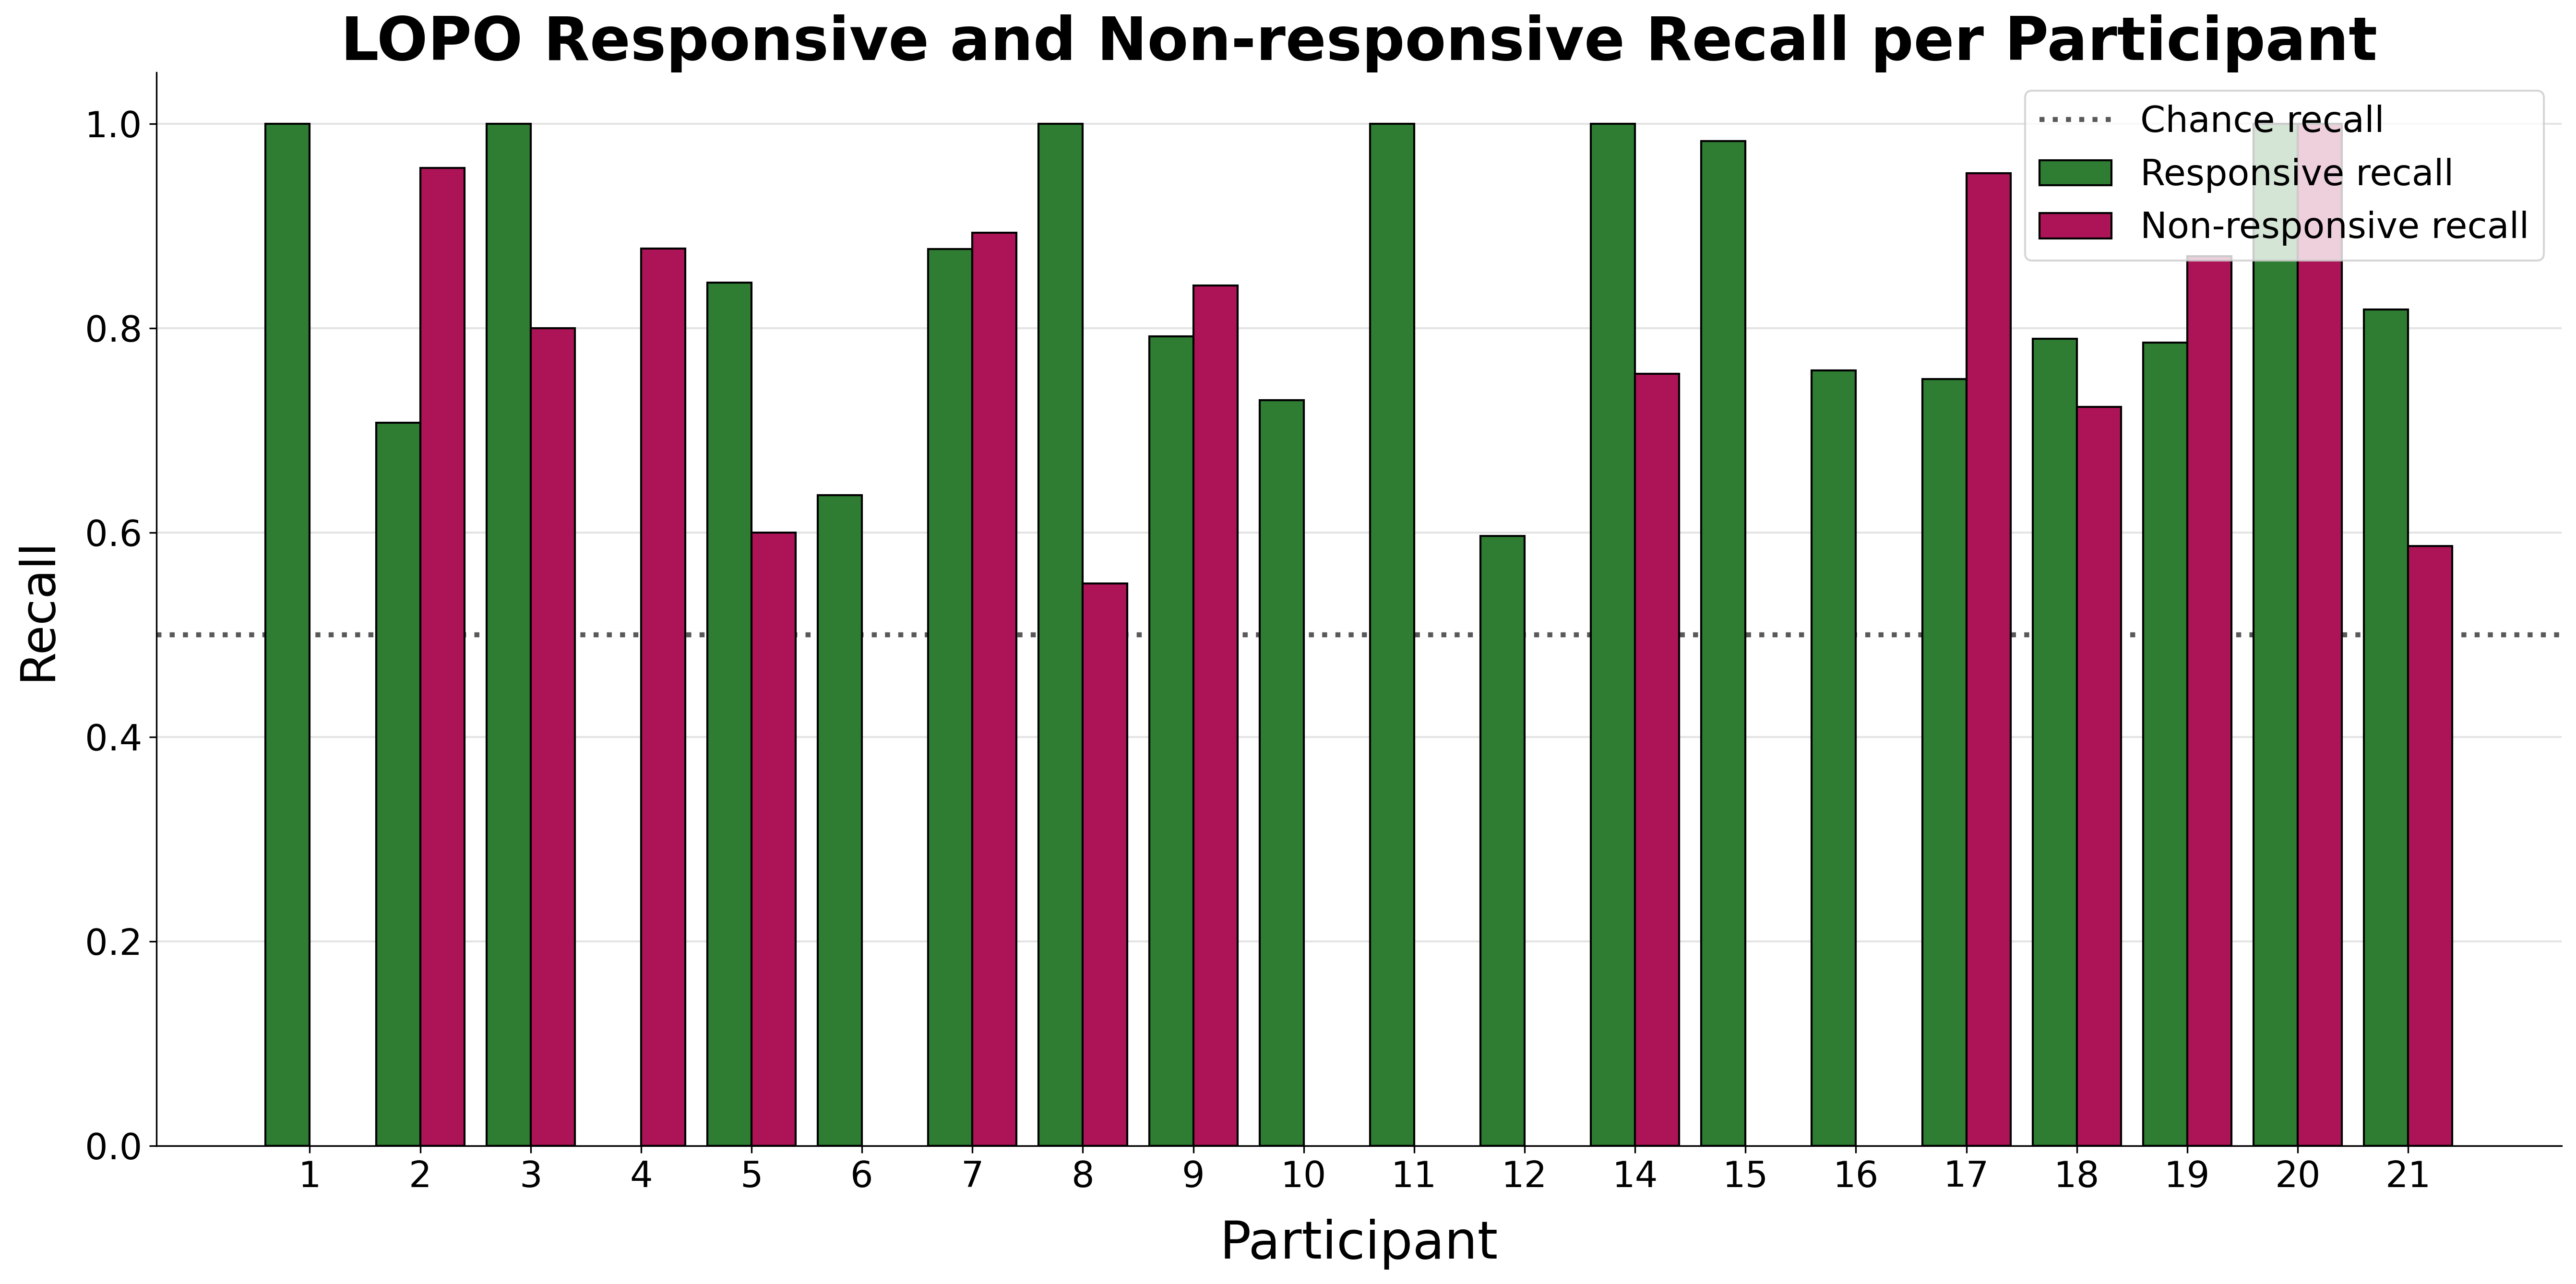 LOPO Responsive and Non-responsive Recall per Participant
Chance recall
Responsive recall
Non-responsive recall
1.0
0.8
0.6
0.4
0.2
0.0
Recall
1 2 3 4 5 6 7 8 9 10 11 12 14 15 16 17 18 19 20 21
Participant